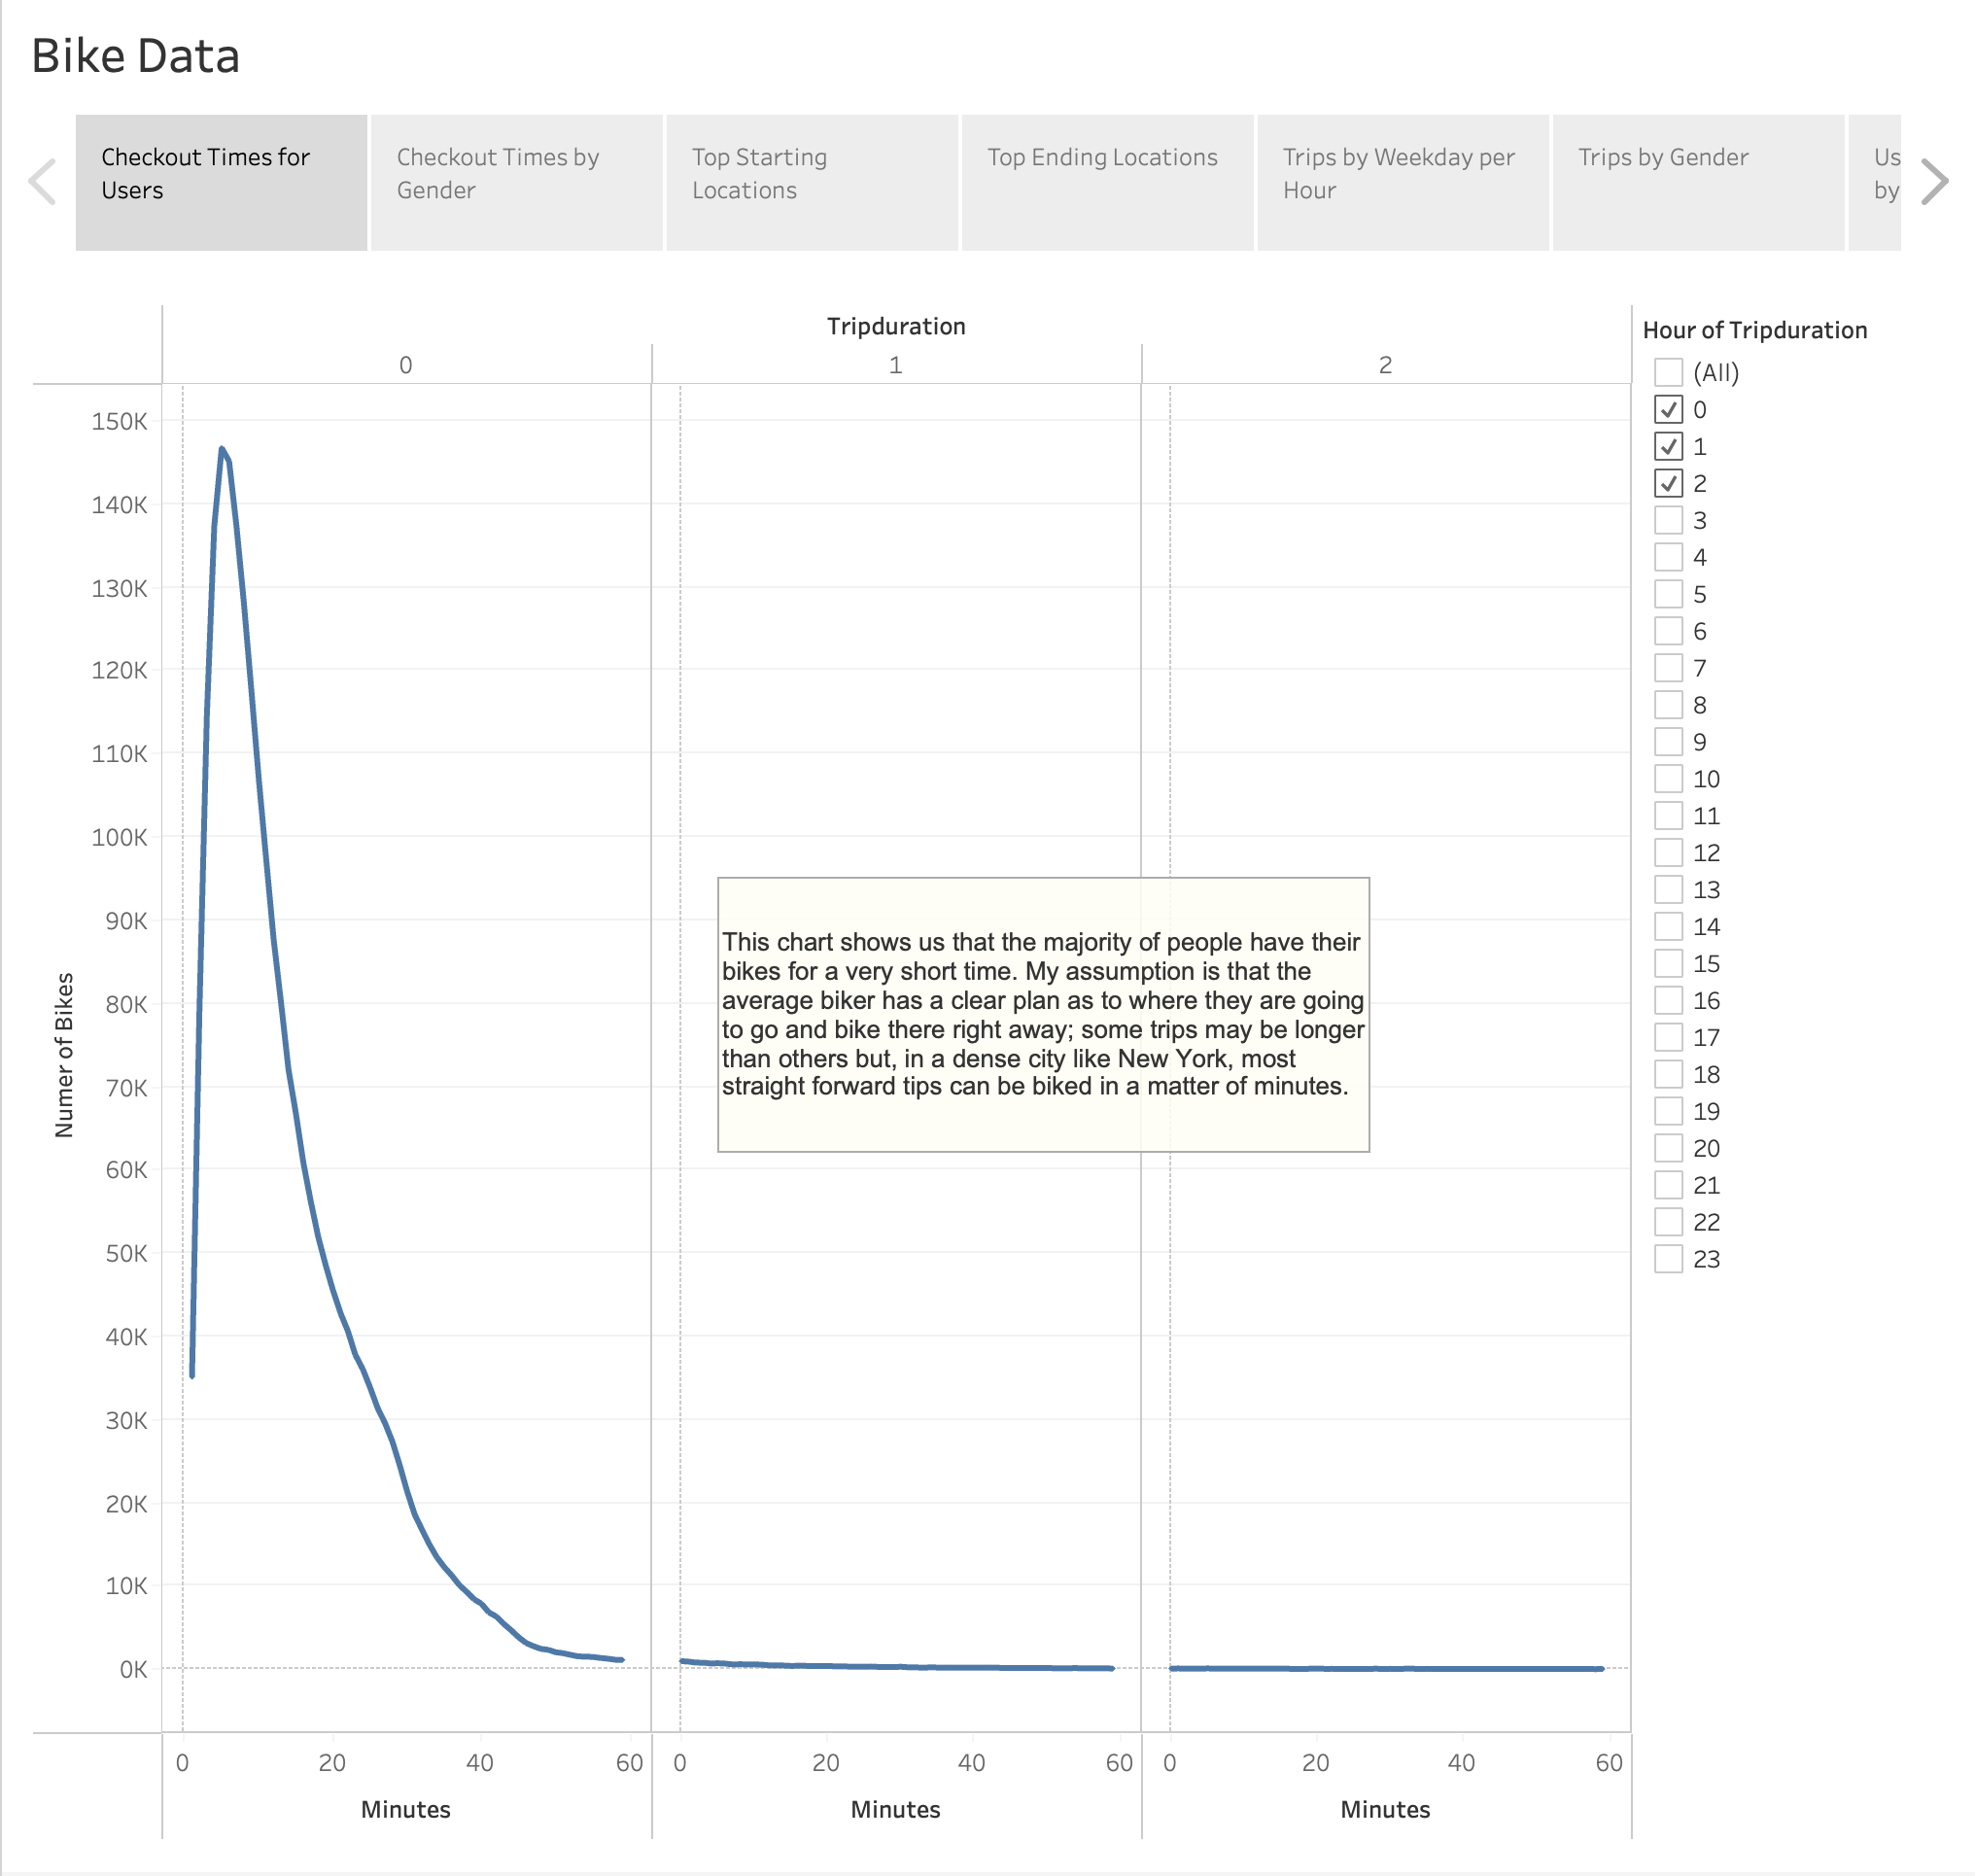 Bike Data
Checkout Times for
Users
Checkout Times by
Gender
Top Starting
Locations
Top Ending Locations
Trips by Weekday per
Hour
Trips by Gender
Us
by
Tripduration
0
1
2
150K
140K
130K
120K
110K
100K
90K
80K
70K
60K
50K
40K
30K
20K
10K
0K
Numer of Bikes
This chart shows us that the majority of people have their
bikes for a very short time. My assumption is that the
average biker has a clear plan as to where they are going
to go and bike there right away; some trips may be longer
than others but, in a dense city like New York, most
straight forward tips can be biked in a matter of minutes.
0 20 40 60
0 20 40 60
0 20 40 60
Minutes
Minutes
Minutes
Hour of Tripduration
(All)
0
1
2
3
4
5
6
7
8
9
10
11
12
13
14
15
16
17
18
19
20
21
22
23